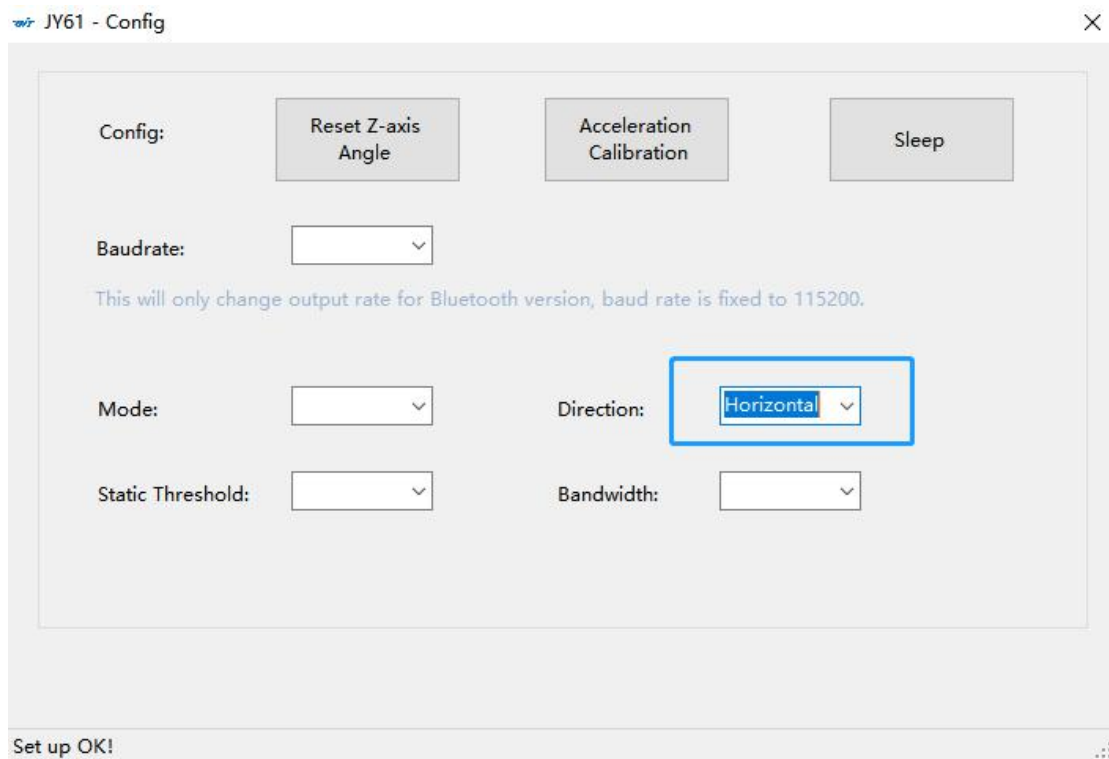 JY61 - Config
Config:
Reset Z-axis
Angle
Acceleration
Calibration
Sleep
Baudrate:
This will only change output rate for Bluetooth version, baud rate is fixed to 115200.
Mode:
Direction:
Horizontal
Static Threshold:
Bandwidth:
Set up OK!